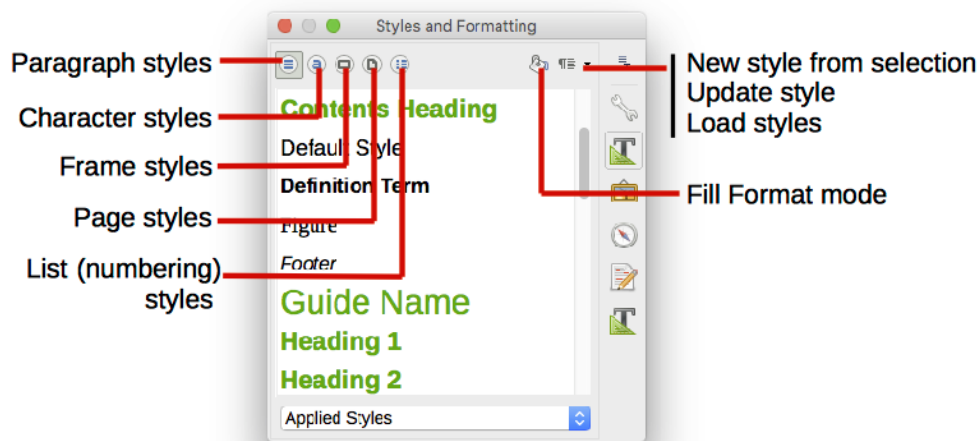 Styles and Formatting
Paragraph styles
Character styles
Frame styles
Page styles
List (numbering)
styles
Contents Heading
Default Style
Definition Term
Figure
Footer
Guide Name
Heading 1
Heading 2
Applied Styles
New style from selection
Update style
Load styles
Fill Format mode